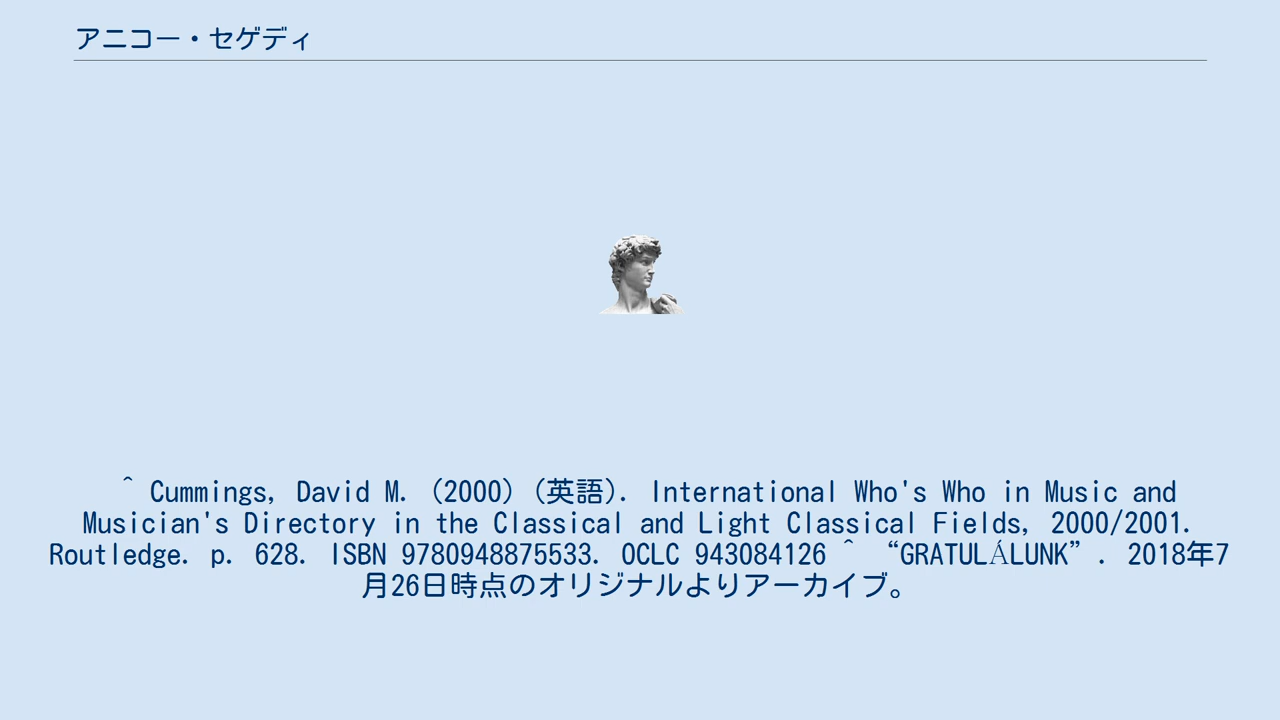 アニコー・セゲディ
^ Cummings, David M. (2000) (英語). International Who's Who in Music and
Musician's Directory in the Classical and Light Classical Fields, 2000/2001.
Routledge. p. 628. ISBN 9780948875533. OCLC 943084126 ^ “GRATULÁLUNK”. 2018年7
月26日時点のオリジナルよりアーカイブ。